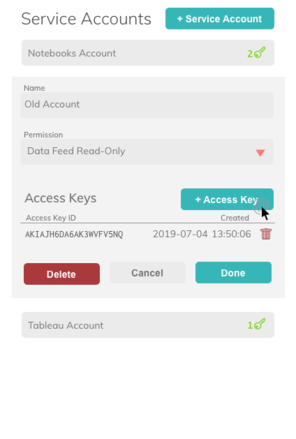 Service Accounts
+ Service Account
Notebooks Account
2
Name
Old Account
Permission
Data Feed Read-Only
Access Keys
+ Access Key
Access Key ID
Created
AKIAJH6DA6AK3WVFV5NQ
2019-07-04 13:50:06
Delete
Cancel
Done
Tableau Account
1